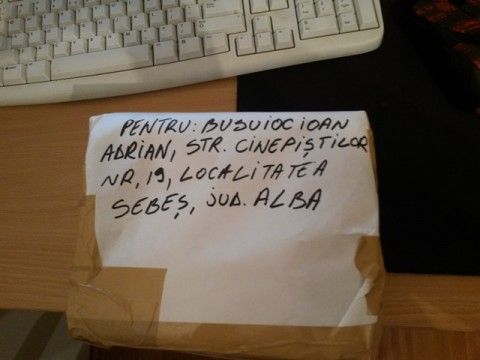 PENTRU: BUSUIOC IOAN
ADRIAN, STR. CINEPIȘTILOR
NR, 19, LOCALITATEA
SEBEȘ, JUD. ALBA